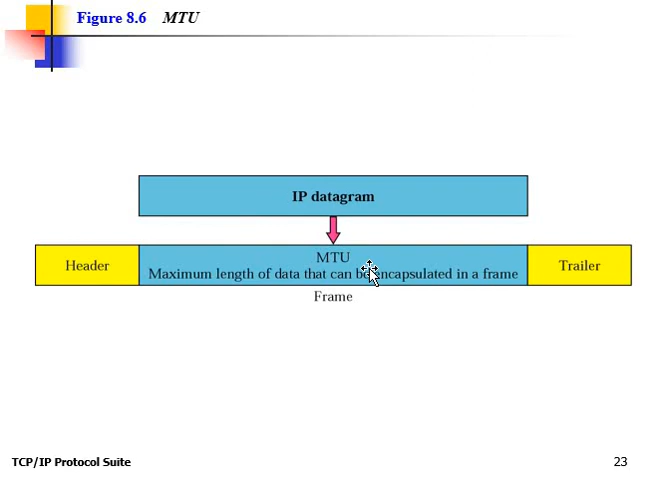 Figure 8.6 MTU
IP datagram
Header
MTU
Maximum length of data that can be encapsulated in a frame
Trailer
Frame
TCP/IP Protocol Suite
23